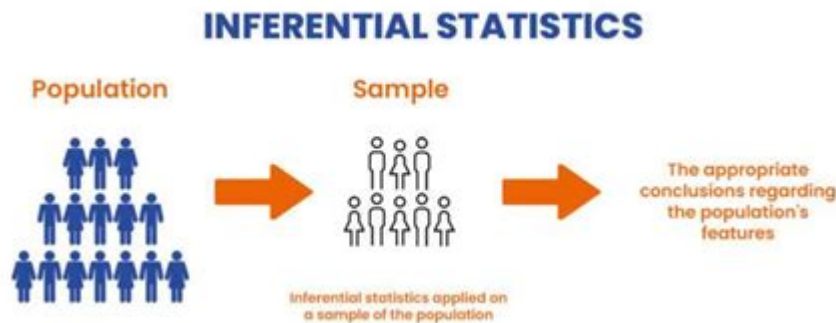 INFERENTIAL STATISTICS
Population
Sample
The appropriate
conclusions regarding
the population's
features
Inferential statistics applied on
a sample of the population